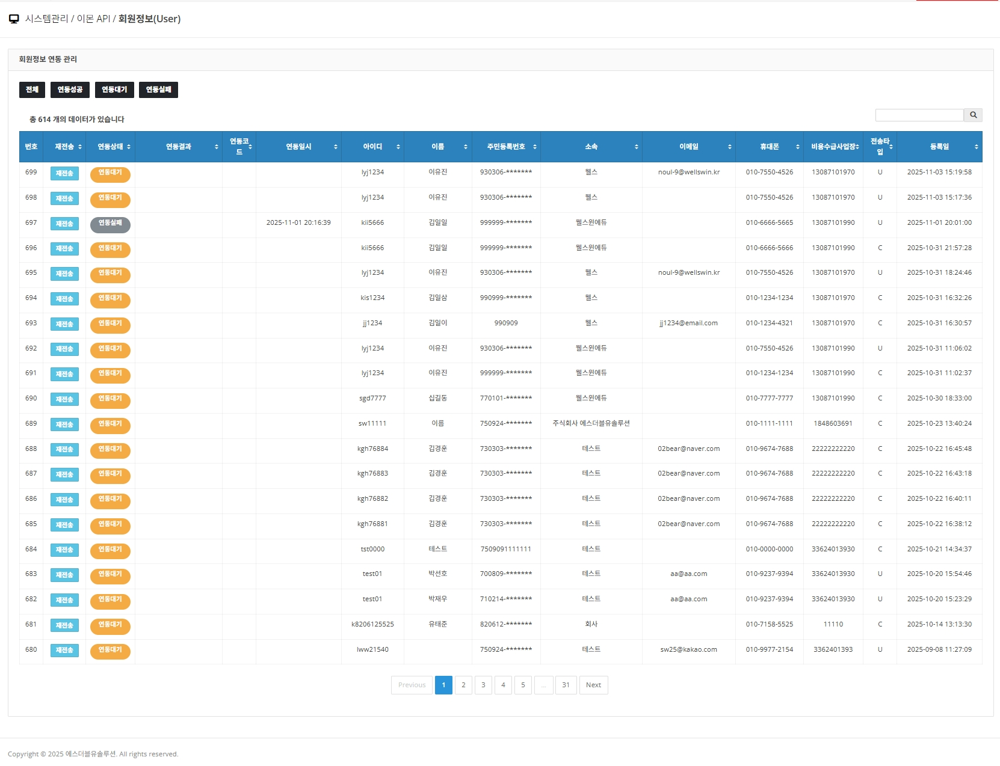 시스템관리 / 이몬 API / 회원정보(User)
회원정보 연동 관리
전체 연동성공 연동대기 연동실패
총 614 개의 데이터가 있습니다
번호 재전송 연동상태 연동결과 연동코드 연동일시 아이디 이름 주민등록번호 소속 이메일 휴대폰 비용수급사업장 전송타입 등록일
699 재전송 연동대기 lyj1234 이유진 930306-******* 웰스 noul-9@wellswin.kr 010-7550-4526 13087101970 U 2025-11-03 15:19:58
698 재전송 연동대기 lyj1234 이유진 930306-******* 웰스 010-7550-4526 13087101970 U 2025-11-03 15:17:36
697 재전송 연동실패 2025-11-01 20:16:39 kii5666 김일일 999999-******* 웰스윈에듀 010-6666-5665 13087101990 U 2025-11-01 20:01:00
696 재전송 연동대기 kii5666 김일일 999999-******* 웰스윈에듀 010-6666-5666 13087101990 C 2025-10-31 21:57:28
695 재전송 연동대기 lyj1234 이유진 930306-******* 웰스 noul-9@wellswin.kr 010-7550-4526 13087101970 U 2025-10-31 18:24:46
694 재전송 연동대기 kis1234 김일삼 990999-******* 웰스 010-1234-1234 13087101970 C 2025-10-31 16:32:26
693 재전송 연동대기 jj1234 김일이 990909 웰스 jj1234@email.com 010-1234-4321 13087101970 C 2025-10-31 16:30:57
692 재전송 연동대기 lyj1234 이유진 930306-******* 웰스윈에듀 010-7550-4526 13087101990 U 2025-10-31 11:06:02
691 재전송 연동대기 lyj1234 이유진 999999-******* 웰스윈에듀 010-1234-1234 13087101990 C 2025-10-31 11:02:37
690 재전송 연동대기 sgd7777 십길동 770101-******* 웰스윈에듀 010-7777-7777 13087101990 C 2025-10-30 18:33:00
689 재전송 연동대기 sw11111 이름 750924-******* 주식회사 에스더블유솔루션 010-1111-1111 1848603691 C 2025-10-23 13:40:24
688 재전송 연동대기 kgh76884 김경훈 730303-******* 테스트 02bear@naver.com 010-9674-7688 22222222220 C 2025-10-22 16:45:48
687 재전송 연동대기 kgh76883 김경훈 730303-******* 테스트 02bear@naver.com 010-9674-7688 22222222220 C 2025-10-22 16:43:18
686 재전송 연동대기 kgh76882 김경훈 730303-******* 테스트 02bear@naver.com 010-9674-7688 22222222220 C 2025-10-22 16:40:11
685 재전송 연동대기 kgh76881 김경훈 730303-******* 테스트 02bear@naver.com 010-9674-7688 22222222220 C 2025-10-22 16:38:12
684 재전송 연동대기 tst0000 테스트 7509091111111 테스트 010-0000-0000 33624013930 C 2025-10-21 14:34:37
683 재전송 연동대기 test01 박선호 700809-******* 테스트 aa@aa.com 010-9237-9394 33624013930 U 2025-10-20 15:54:46
682 재전송 연동대기 test01 박재우 710214-******* 테스트 aa@aa.com 010-9237-9394 33624013930 U 2025-10-20 15:23:29
681 재전송 연동대기 k8206125525 유태준 820612-******* 회사 010-7158-5525 11110 C 2025-10-14 13:13:30
680 재전송 연동대기 lww21540 750924-******* 테스트 sw25@kakao.com 010-9977-2154 3362401393 U 2025-09-08 11:27:09
Previous 1 2 3 4 5 ... 31 Next
Copyright © 2025 에스더블유솔루션. All rights reserved.